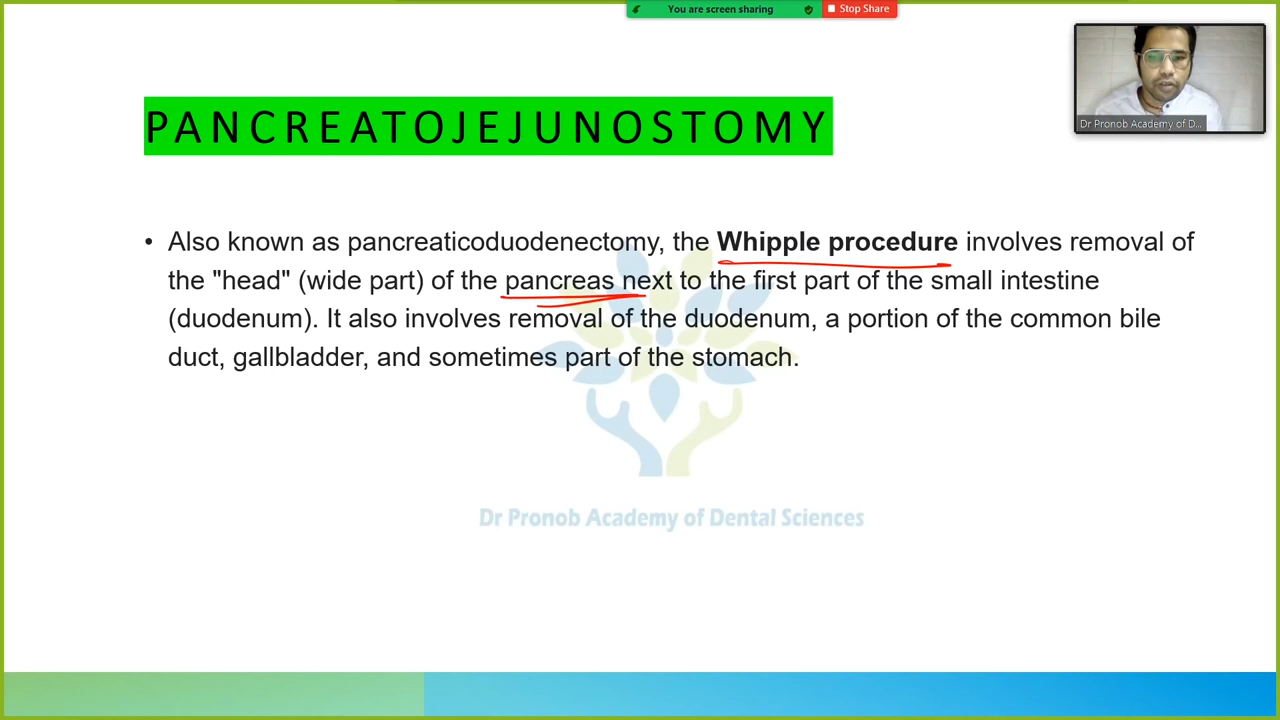 You are screen sharing
Stop Share
Dr Pronob Academy of D...
PANCREATOJEJUNOSTOMY
• Also known as pancreaticoduodenectomy, the Whipple procedure involves removal of
the "head" (wide part) of the pancreas next to the first part of the small intestine
(duodenum). It also involves removal of the duodenum, a portion of the common bile
duct, gallbladder, and sometimes part of the stomach.
Dr Pronob Academy of Dental Sciences